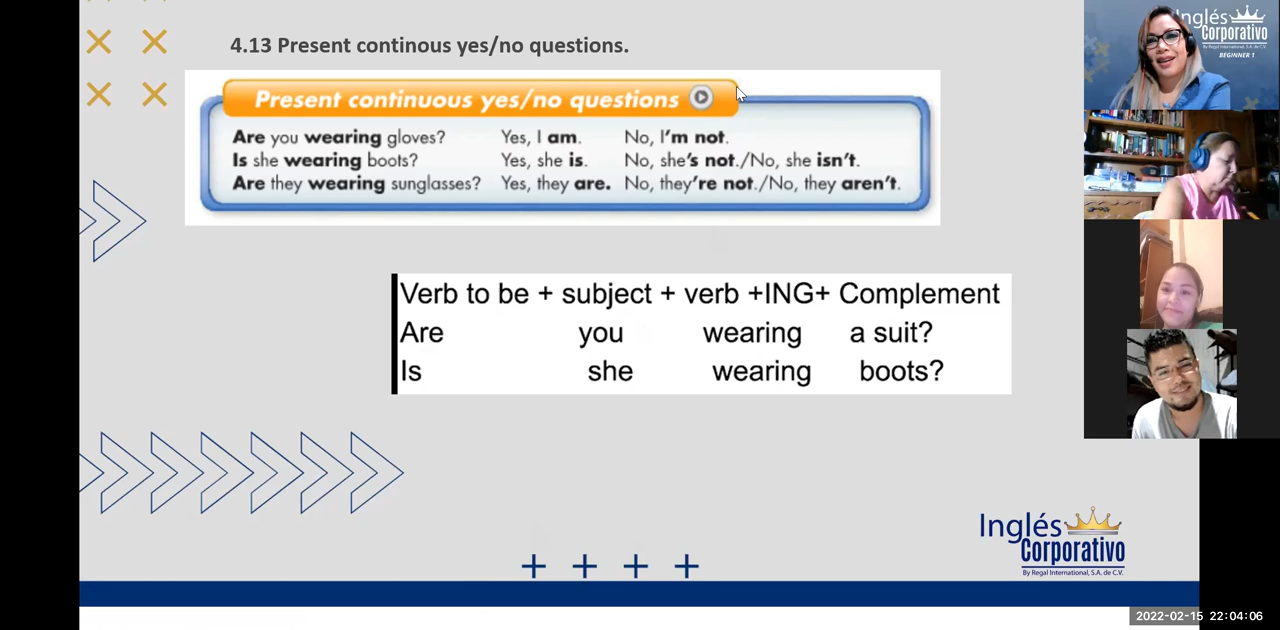 4.13 Present continous yes/no questions.
Present continuous yes/no questions
Are you wearing gloves? Yes, I am. No, I'm not.
Is she wearing boots? Yes, she is. No, she's not./No, she isn't.
Are they wearing sunglasses? Yes, they are. No, they're not./No, they aren't.
Verb to be + subject + verb +ING+ Complement
Are you wearing a suit?
Is she wearing boots?
Inglés
Corporativo
By Regal International, S.A. de C.V.
BEGINNER 1
Inglés
Corporativo
By Regal International, S.A. de C.V.
2022-02-15 22:04:06